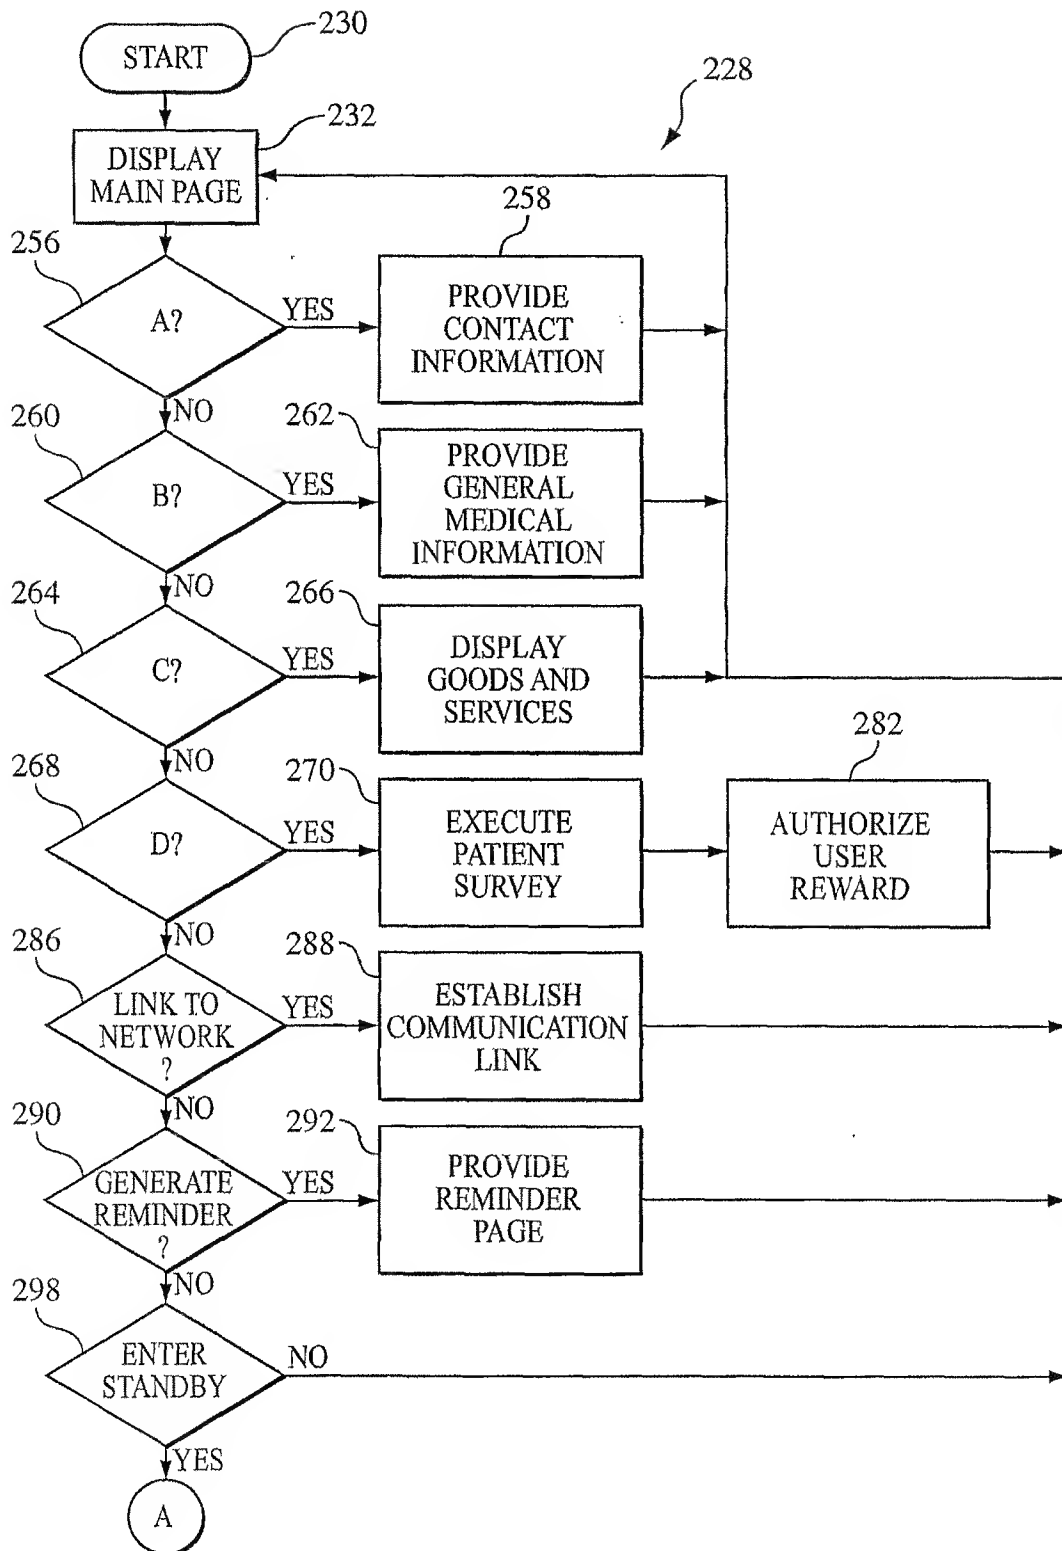 START
230
228
232
DISPLAY
MAIN PAGE
256
A?
YES
258
PROVIDE
CONTACT
INFORMATION
NO
260
B?
YES
262
PROVIDE
GENERAL
MEDICAL
INFORMATION
NO
264
C?
YES
266
DISPLAY
GOODS AND
SERVICES
NO
268
D?
YES
270
EXECUTE
PATIENT
SURVEY
282
AUTHORIZE
USER
REWARD
NO
286
LINK TO
NETWORK
?
YES
288
ESTABLISH
COMMUNICATION
LINK
NO
290
GENERATE
REMINDER
?
YES
292
PROVIDE
REMINDER
PAGE
NO
298
ENTER
STANDBY
NO
YES
A